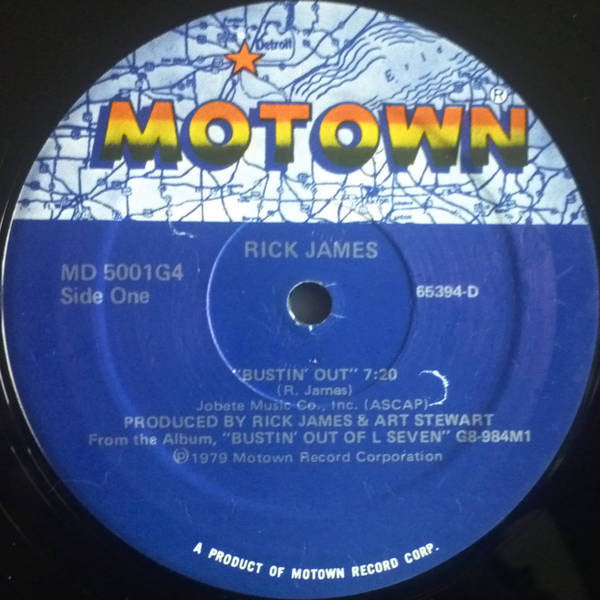 Detroit
Erie
MOTOWN®
RICK JAMES
MD 5001G4
Side One
65394-D
"BUSTIN' OUT" 7:20
(R. James)
Jobete Music Co., Inc. (ASCAP)
PRODUCED BY RICK JAMES & ART STEWART
From the Album, "BUSTIN' OUT OF L SEVEN" G8-984M1
℗1979 Motown Record Corporation
A PRODUCT OF MOTOWN RECORD CORP.